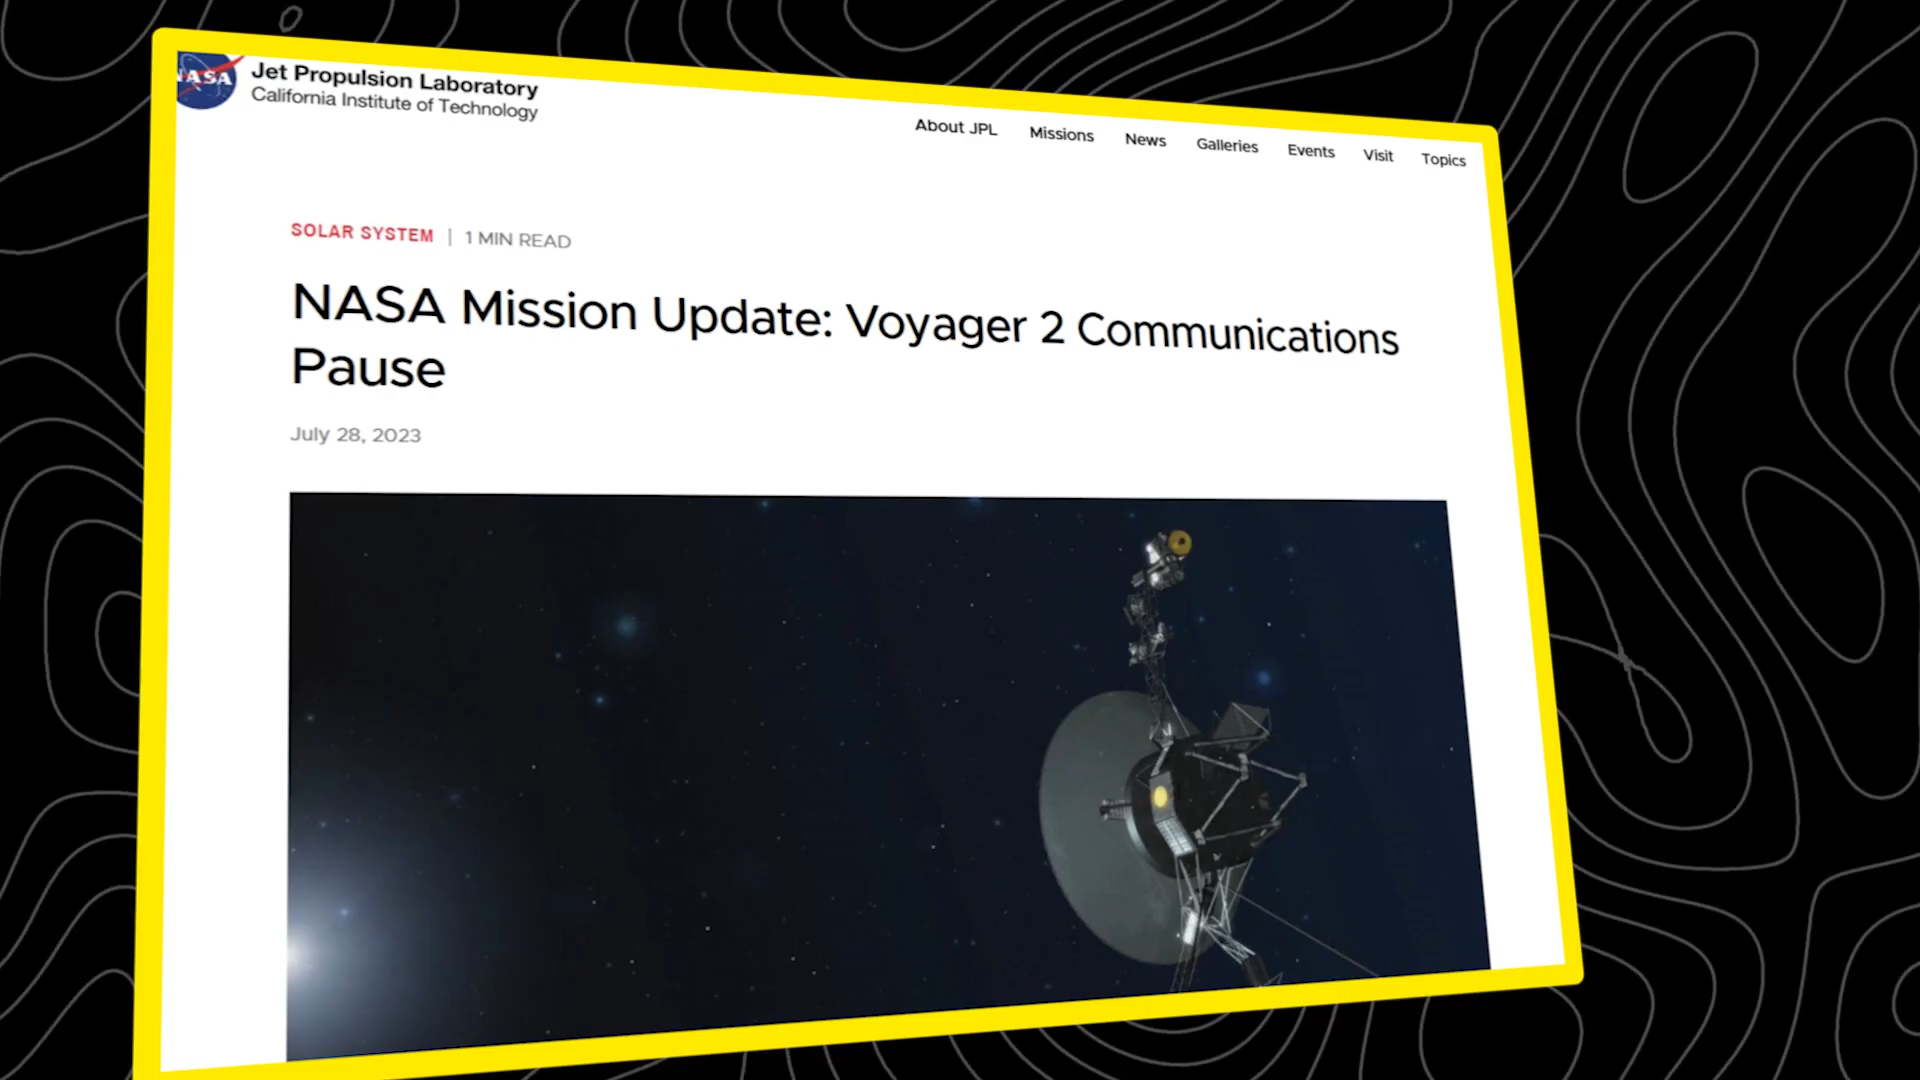 NASA
Jet Propulsion Laboratory
California Institute of Technology
About JPL Missions News Galleries Events Visit Topics
SOLAR SYSTEM | 1 MIN READ
NASA Mission Update: Voyager 2 Communications
Pause
July 28, 2023